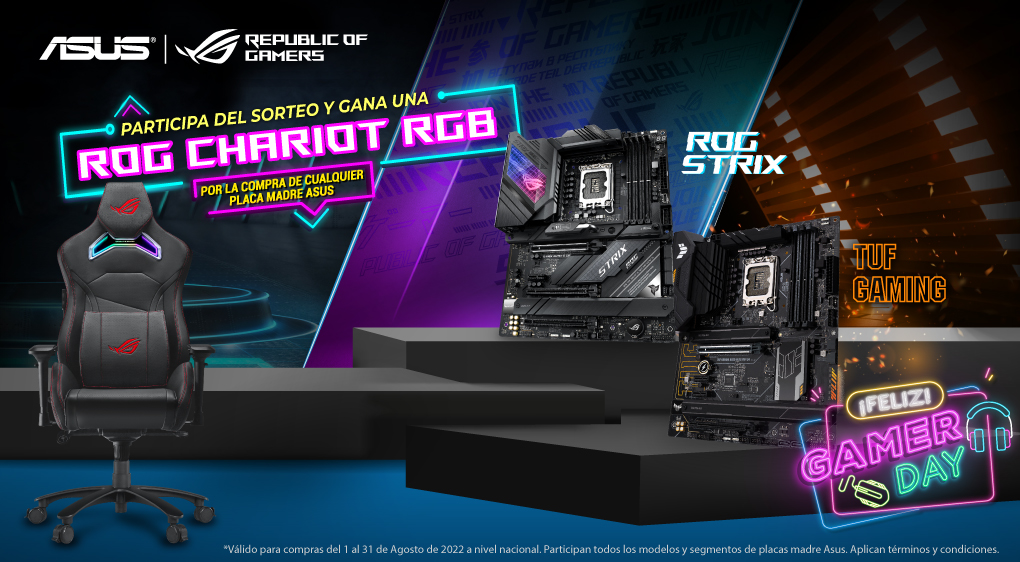 ASUS® | REPUBLIC OF
GAMERS
PARTICIPA DEL SORTEO Y GANA UNA
ROG CHARIOT RGB
POR LA COMPRA DE CUALQUIER
PLACA MADRE ASUS
ROG
STRIX
STRIX
TUF
GAMING
¡FELIZ!
GAMER
DAY
*Válido para compras del 1 al 31 de Agosto de 2022 a nivel nacional. Participan todos los modelos y segmentos de placas madre Asus. Aplican términos y condiciones.